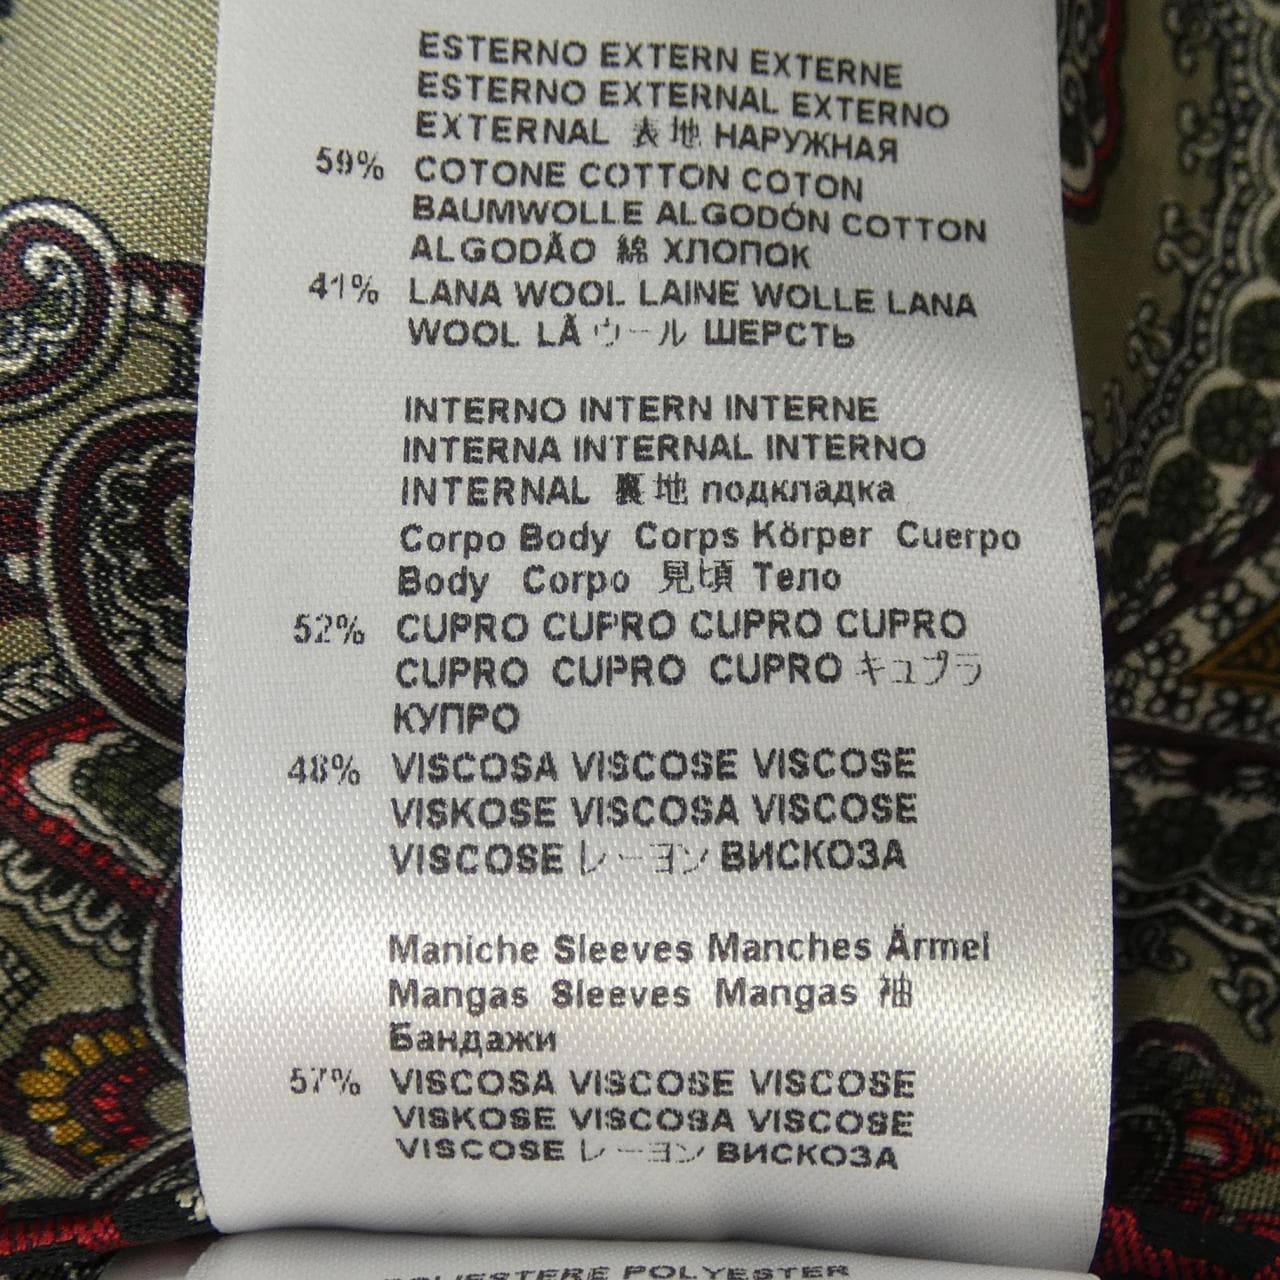 ESTERNO EXTERN EXTERNE
ESTERNO EXTERNAL EXTERNO
EXTERNAL 表地 НАРУЖНАЯ
59% COTONE COTTON COTON
BAUMWOLLE ALGODÓN COTTON
ALGODÃO 綿 ХЛОПОК
41% LANA WOOL LAINE WOLLE LANA
WOOL LÃ ウール ШЕРСТЬ
INTERNO INTERN INTERNE
INTERNA INTERNAL INTERNO
INTERNAL 裏地 подкладка
Corpo Body Corps Körper Cuerpo
Body Corpo 見頃 Тело
52% CUPRO CUPRO CUPRO CUPRO
CUPRO CUPRO CUPRO キュプラ
КУПРО
48% VISCOSA VISCOSE VISCOSE
VISKOSE VISCOSA VISCOSE
VISCOSE レーヨン ВИСКОЗА
Maniche Sleeves Manches Ärmel
Mangas Sleeves Mangas 袖
Бандажи
57% VISCOSA VISCOSE VISCOSE
VISKOSE VISCOSA VISCOSE
VISCOSE レーヨン ВИСКОЗА
POLIESTERE POLYESTER